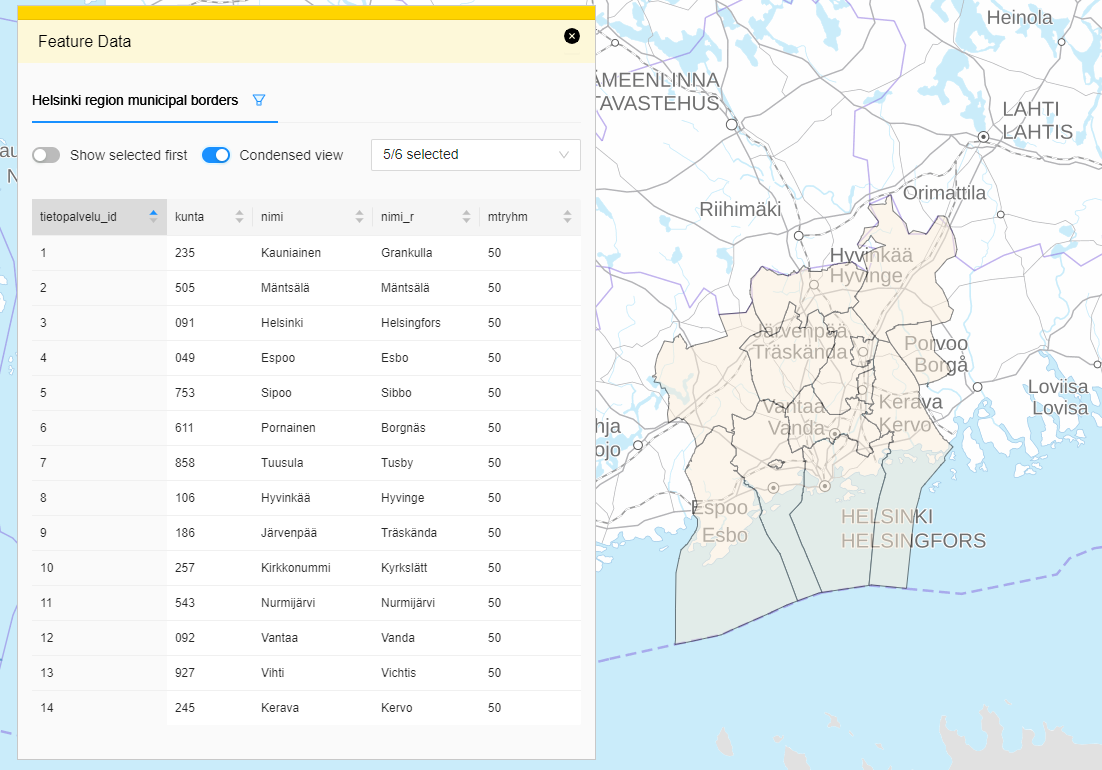 Feature Data
Helsinki region municipal borders
Show selected first Condensed view 5/6 selected
tietopalvelu_id kunta nimi nimi_r mtryhm
1 235 Kauniainen Grankulla 50
2 505 Mäntsälä Mäntsälä 50
3 091 Helsinki Helsingfors 50
4 049 Espoo Esbo 50
5 753 Sipoo Sibbo 50
6 611 Pornainen Borgnäs 50
7 858 Tuusula Tusby 50
8 106 Hyvinkää Hyvinge 50
9 186 Järvenpää Träskända 50
10 257 Kirkkonummi Kyrkslätt 50
11 543 Nurmijärvi Nurmijärvi 50
12 092 Vantaa Vanda 50
13 927 Vihti Vichtis 50
14 245 Kerava Kervo 50
Heinola
ÄMEENLINNA
TAVASTEHUS
LAHTI
LAHTIS
Orimattila
Riihimäki
Hyvinkää
Hyvinge
Järvenpää
Träskända
Porvoo
Borgå
Loviisa
Lovisa
Kerava
Kervo
Vantaa
Vanda
hja
ojo
Espoo
Esbo
HELSINKI
HELSINGFORS
au
N